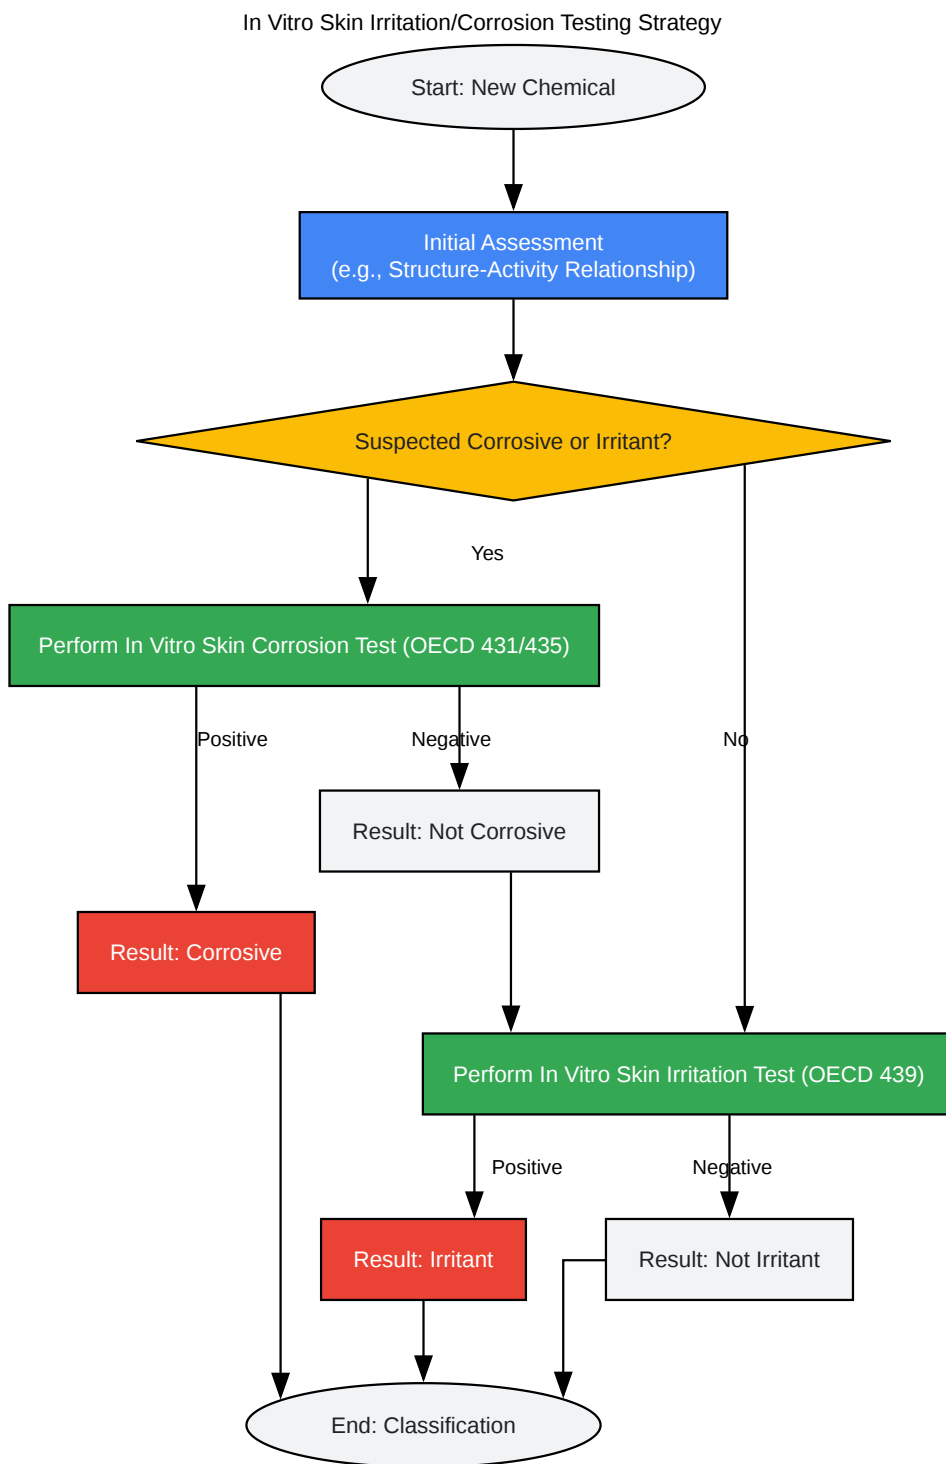 In Vitro Skin Irritation/Corrosion Testing Strategy
Start: New Chemical
Initial Assessment
(e.g., Structure-Activity Relationship)
Suspected Corrosive or Irritant?
Yes
Perform In Vitro Skin Corrosion Test (OECD 431/435)
Positive
Negative
No
Result: Not Corrosive
Result: Corrosive
Perform In Vitro Skin Irritation Test (OECD 439)
Positive
Negative
Result: Irritant
Result: Not Irritant
End: Classification